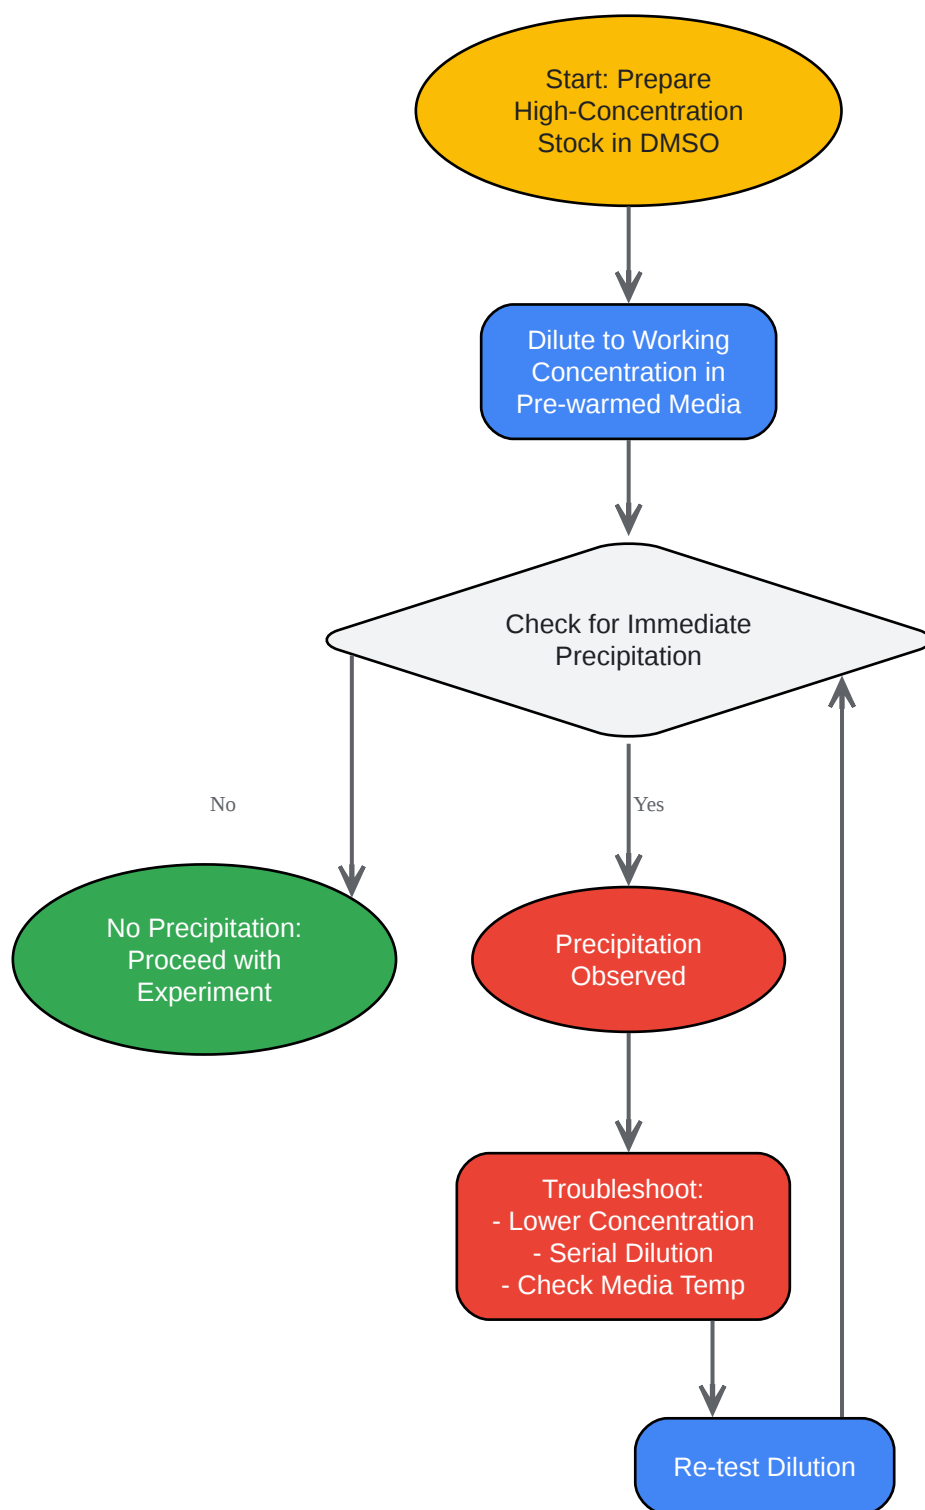 Start: Prepare
High-Concentration
Stock in DMSO
Dilute to Working
Concentration in
Pre-warmed Media
Check for Immediate
Precipitation
No
Yes
No Precipitation:
Proceed with
Experiment
Precipitation
Observed
Troubleshoot:
- Lower Concentration
- Serial Dilution
- Check Media Temp
Re-test Dilution